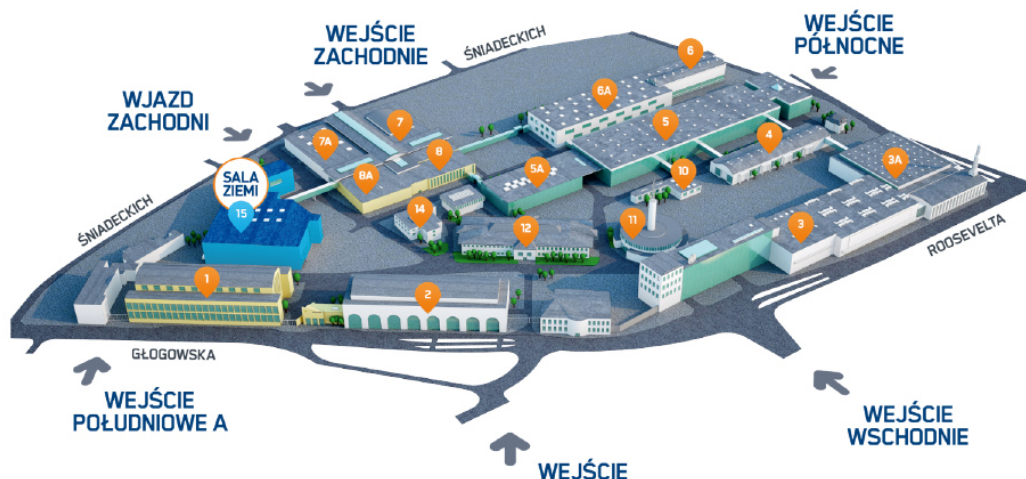 WEJŚCIE
ZACHODNIE
ŚNIADECKICH
WEJŚCIE
PÓŁNOCNE
WJAZD
ZACHODNI
6
6A
7
7A
5
4
8
8A
5A
10
3A
SALA
ZIEMI
15
14
12
11
3
ŚNIADECKICH
ROOSEVELTA
1
2
GŁOGOWSKA
WEJŚCIE
POŁUDNIOWE A
WEJŚCIE
WSCHODNIE
WEJŚCIE